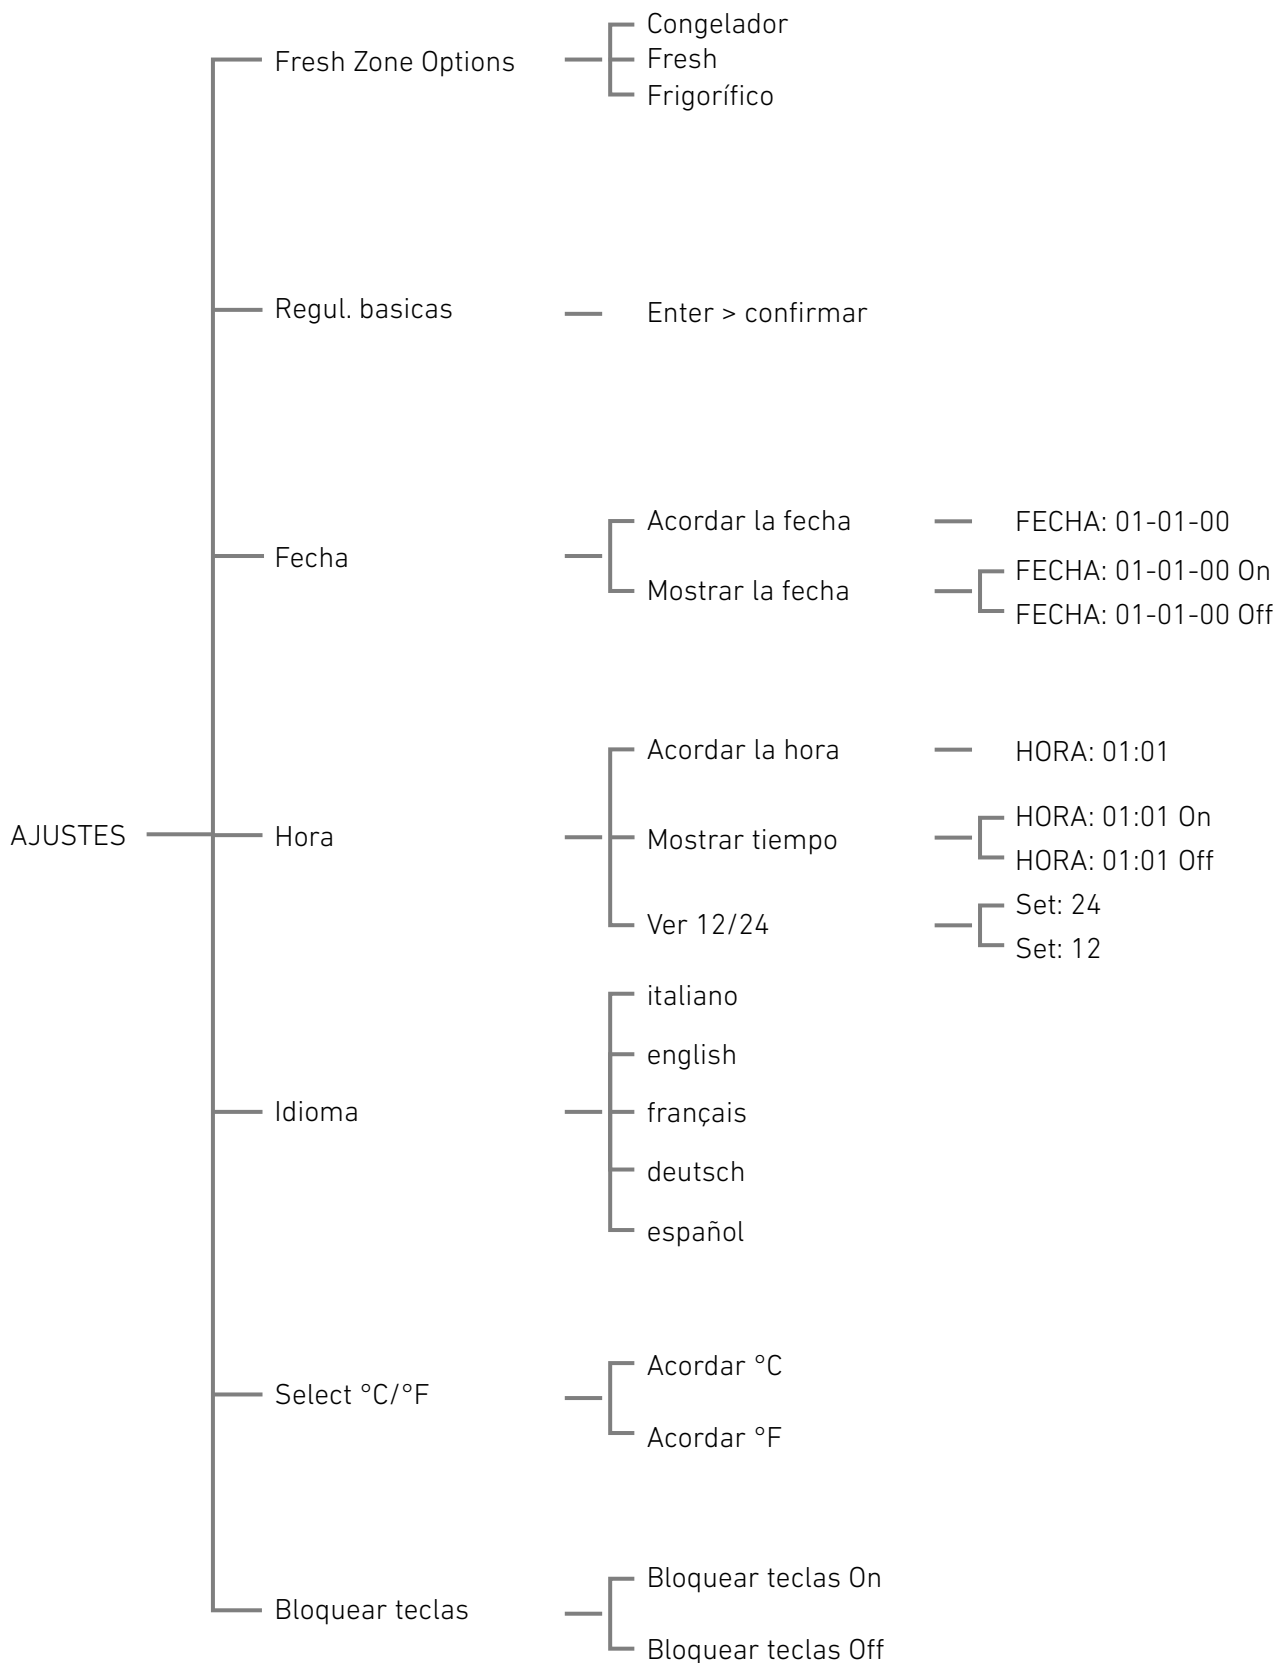 Congelador
Fresh Zone Options
Fresh
Frigorífico
Regul. basicas
Enter > confirmar
Acordar la fecha
FECHA: 01-01-00
Fecha
FECHA: 01-01-00 On
Mostrar la fecha
FECHA: 01-01-00 Off
Acordar la hora
HORA: 01:01
AJUSTES
Hora
Mostrar tiempo
HORA: 01:01 On
HORA: 01:01 Off
Ver 12/24
Set: 24
Set: 12
italiano
english
Idioma
français
deutsch
español
Acordar °C
Select °C/°F
Acordar °F
Bloquear teclas On
Bloquear teclas
Bloquear teclas Off